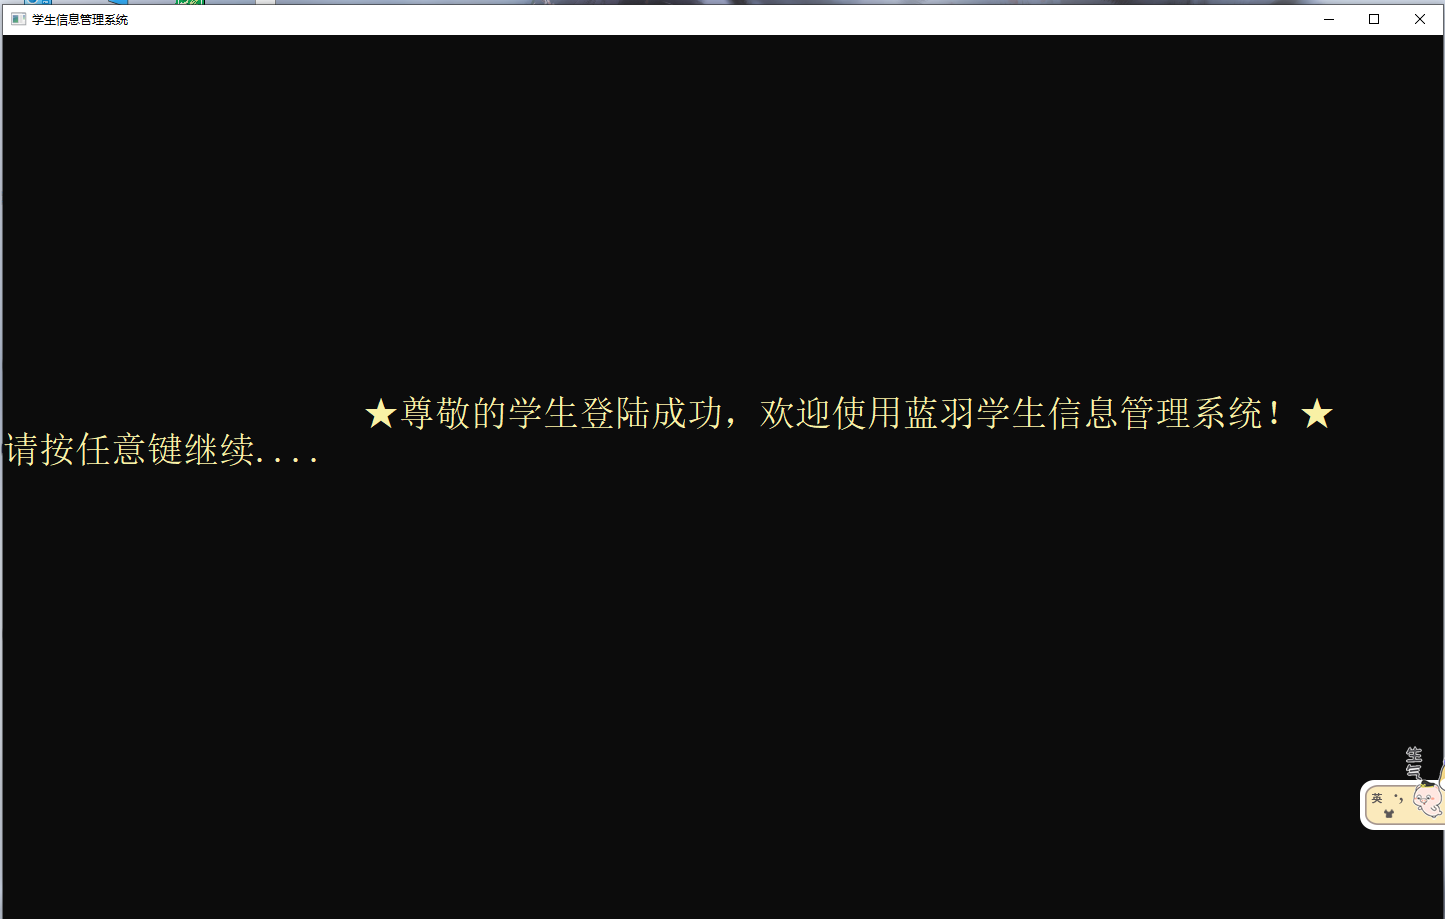 学生信息管理系统
★尊敬的学生登陆成功，欢迎使用蓝羽学生信息管理系统！★
请按任意键继续....
生气
英 ，